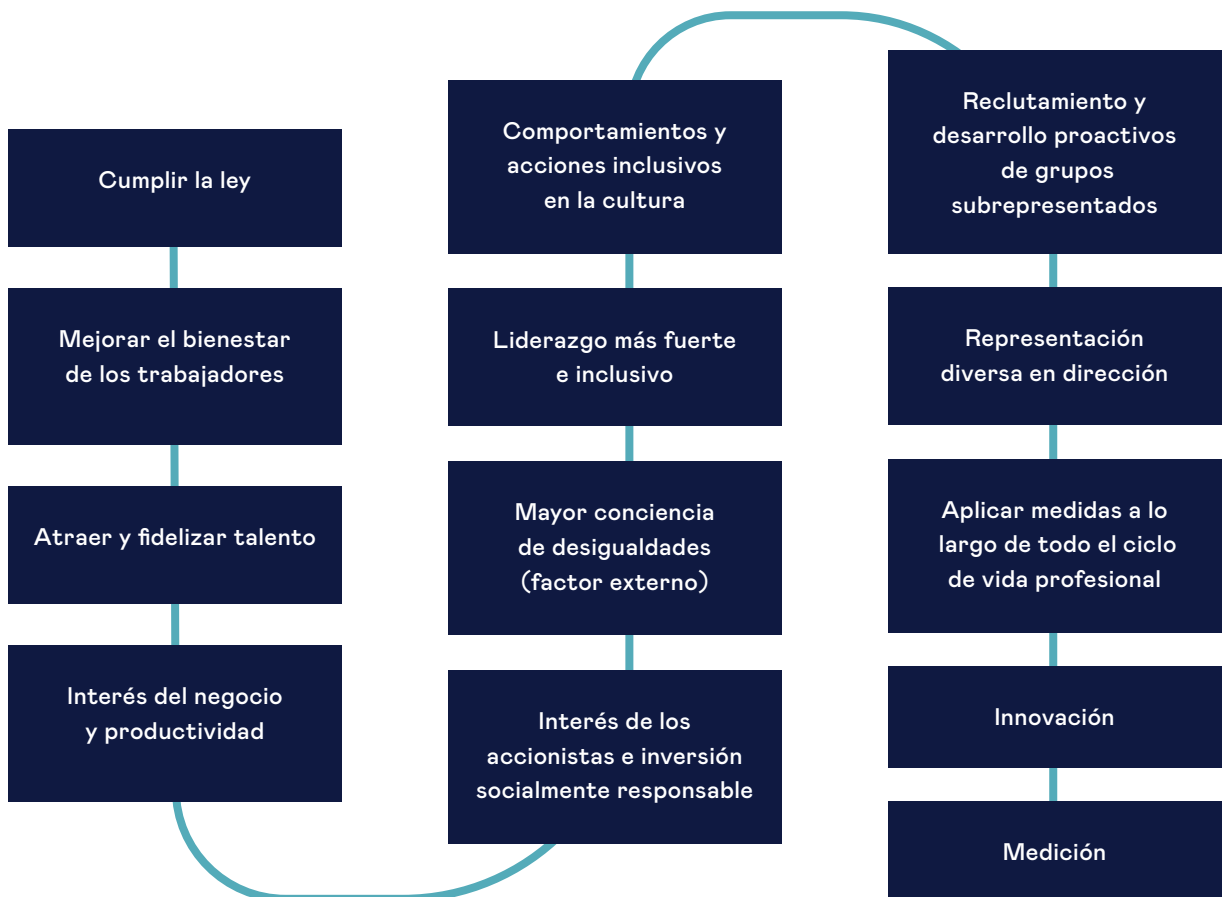 Cumplir la ley
Mejorar el bienestar
de los trabajadores
Atraer y fidelizar talento
Interés del negocio
y productividad
Comportamientos y
acciones inclusivos
en la cultura
Liderazgo más fuerte
e inclusivo
Mayor conciencia
de desigualdades
(factor externo)
Interés de los
accionistas e inversión
socialmente responsable
Reclutamiento y
desarrollo proactivos
de grupos
subrepresentados
Representación
diversa en dirección
Aplicar medidas a lo
largo de todo el ciclo
de vida profesional
Innovación
Medición